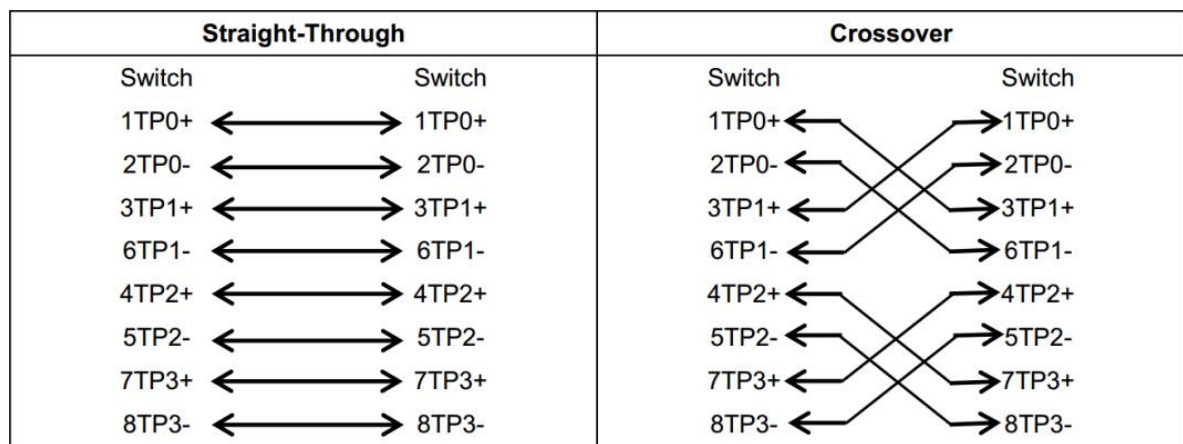 Straight-Through Crossover
Switch Switch Switch Switch
1TP0+ 1TP0+ 1TP0+ 1TP0+
2TP0- 2TP0- 2TP0- 2TP0-
3TP1+ 3TP1+ 3TP1+ 3TP1+
6TP1- 6TP1- 6TP1- 6TP1-
4TP2+ 4TP2+ 4TP2+ 4TP2+
5TP2- 5TP2- 5TP2- 5TP2-
7TP3+ 7TP3+ 7TP3+ 7TP3+
8TP3- 8TP3- 8TP3- 8TP3-